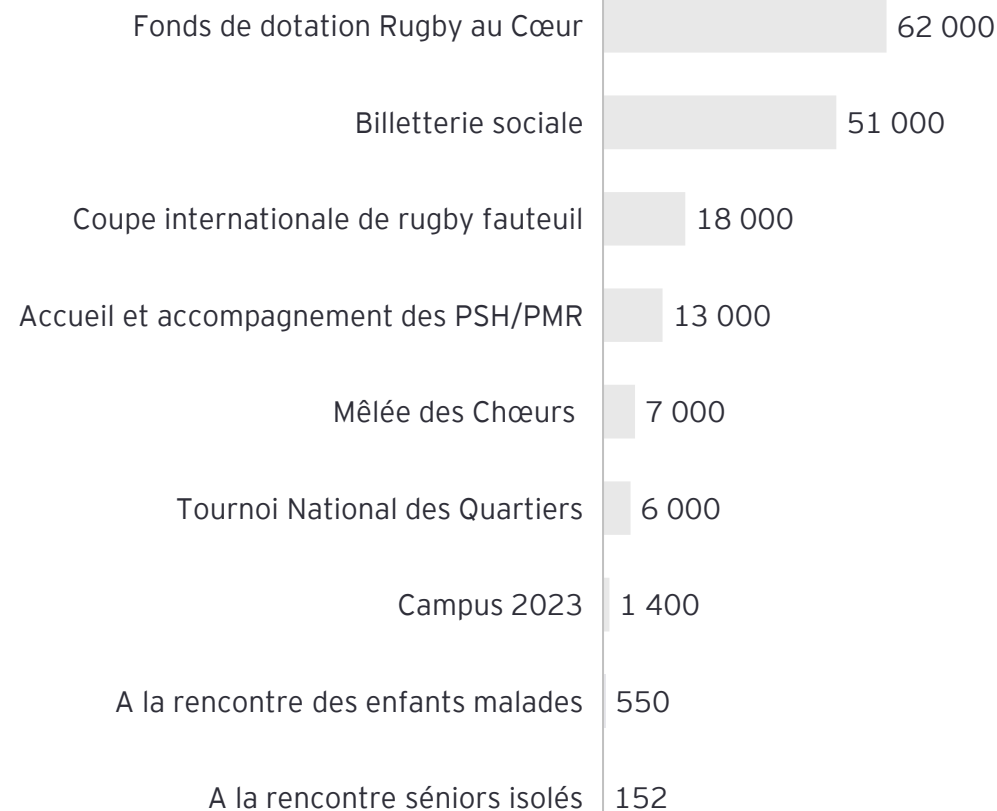 Fonds de dotation Rugby au Cœur 62 000
Billetterie sociale 51 000
Coupe internationale de rugby fauteuil 18 000
Accueil et accompagnement des PSH/PMR 13 000
Mêlée des Chœurs 7 000
Tournoi National des Quartiers 6 000
Campus 2023 1 400
A la rencontre des enfants malades 550
A la rencontre séniors isolés 152